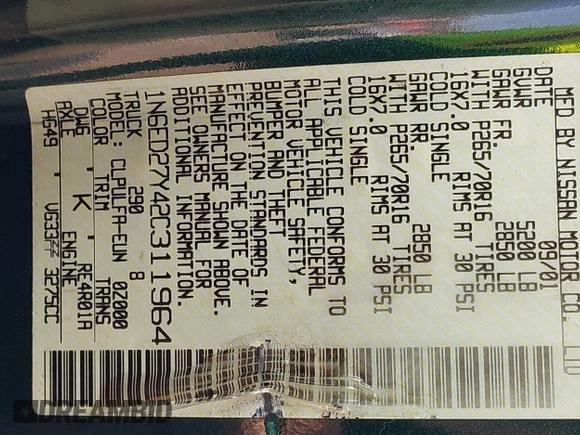 MFD BY NISSAN MOTOR CO., LTD
DATE 09/01
GVWR 5200 LB
GAWR FR. 2650 LB
WITH P265/70R16 TIRES
16X7.0 RIMS AT 30 PSI
COLD SINGLE
GAWR RR. 2850 LB
WITH P265/70R16 TIRES
16X7.0 RIMS AT 30 PSI
COLD SINGLE
THIS VEHICLE CONFORMS TO
ALL APPLICABLE FEDERAL
MOTOR VEHICLE SAFETY,
BUMPER AND THEFT
PREVENTION STANDARDS IN
EFFECT ON THE DATE OF
MANUFACTURE SHOWN ABOVE.
SEE OWNERS MANUAL FOR
ADDITIONAL INFORMATION.
1N6ED27Y42C311964
TRUCK 290 8
MODEL: CLPULFA-EUN 0Z000
COLOR TRIM TRANS
DW6 K RE4R01A
AXLE ENGINE
HG49 VG33 3275CC
DREAMBID